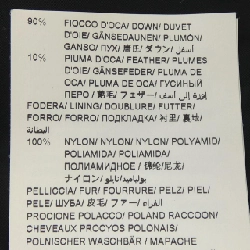 90% FIOCCO D'OCA/ DOWN/ DUVET
D'OIE/ GÄNSEDAUNEN/ PLUMÓN/
GANSO/ ПУХ/ 鹅毛/ ダウン/
10% PIUMA D'OCA/ FEATHER/ PLUMES
D'OIE/ GÄNSEFEDER/ PLUMA DE
OCA/ PLUMA DE OCA/ ГУСИНЫЙ
ПЕРО / 鹅毛 / フェザー/
FODERA/ LINING/ DOUBLURE/ FUTTER/
FORRO/ FORRO/ ПОДКЛАДКА/ 衬里/ 裏地/
البطانة
100% NYLON/ NYLON/ NYLON/ POLYAMID/
POLIAMIDA/ POLIAMIDA/
ПОЛИАМИДНОЕ / 锦纶/尼龙/
ナイロン/
PELLICCIA/ FUR/ FOURRURE/ PELZ/ PIEL/
PELE/ ШУБА/ 皮毛/ ファー/ الفراء /
PROCIONE POLACCO/ POLAND RACCOON/
CHEVEAUX PROCYOS POLONAIS/
POLNISCHER WASCHBÄR / MAPACHE